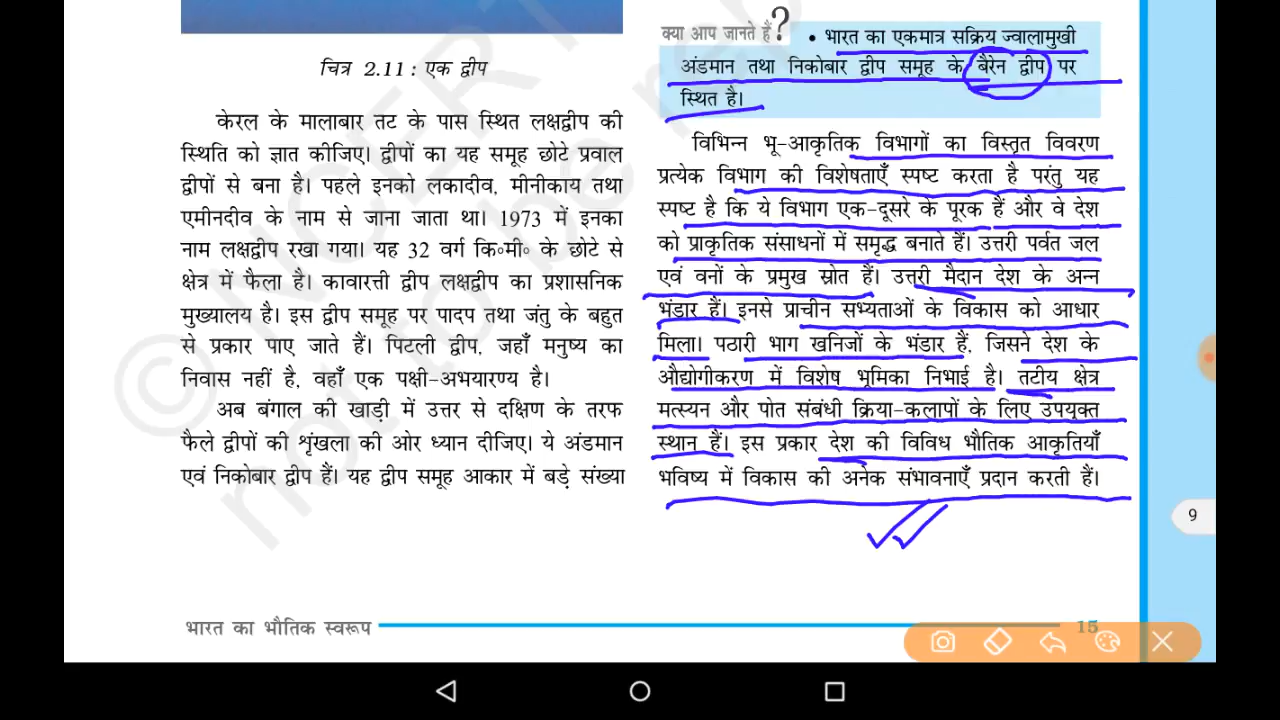 चित्र 2.11 : एक द्वीप
केरल के मालाबार तट के पास स्थित लक्षद्वीप की
स्थिति को ज्ञात कीजिए। द्वीपों का यह समूह छोटे प्रवाल
द्वीपों से बना है। पहले इनको लकादीव, मीनीकाय तथा
एमीनदीव के नाम से जाना जाता था। 1973 में इनका
नाम लक्षद्वीप रखा गया। यह 32 वर्ग कि॰मी॰ के छोटे से
क्षेत्र में फैला है। कावारत्ती द्वीप लक्षद्वीप का प्रशासनिक
मुख्यालय है। इस द्वीप समूह पर पादप तथा जंतु के बहुत
से प्रकार पाए जाते हैं। पिटली द्वीप, जहाँ मनुष्य का
निवास नहीं है, वहाँ एक पक्षी-अभयारण्य है।
अब बंगाल की खाड़ी में उत्तर से दक्षिण के तरफ
फैले द्वीपों की शृंखला की ओर ध्यान दीजिए। ये अंडमान
एवं निकोबार द्वीप हैं। यह द्वीप समूह आकार में बड़े संख्या
क्या आप जानते हैं? • भारत का एकमात्र सक्रिय ज्वालामुखी
अंडमान तथा निकोबार द्वीप समूह के बैरेन द्वीप पर
स्थित है।
विभिन्न भू-आकृतिक विभागों का विस्तृत विवरण
प्रत्येक विभाग की विशेषताएँ स्पष्ट करता है परंतु यह
स्पष्ट है कि ये विभाग एक-दूसरे के पूरक हैं और वे देश
को प्राकृतिक संसाधनों में समृद्ध बनाते हैं। उत्तरी पर्वत जल
एवं वनों के प्रमुख स्रोत हैं। उत्तरी मैदान देश के अन्न
भंडार हैं। इनसे प्राचीन सभ्यताओं के विकास को आधार
मिला। पठारी भाग खनिजों के भंडार हैं, जिसने देश के
औद्योगीकरण में विशेष भूमिका निभाई है। तटीय क्षेत्र
मत्स्यन और पोत संबंधी क्रिया-कलापों के लिए उपयुक्त
स्थान हैं। इस प्रकार देश की विविध भौतिक आकृतियाँ
भविष्य में विकास की अनेक संभावनाएँ प्रदान करती हैं।
9
भारत का भौतिक स्वरूप
15
© NCERT
not to be re